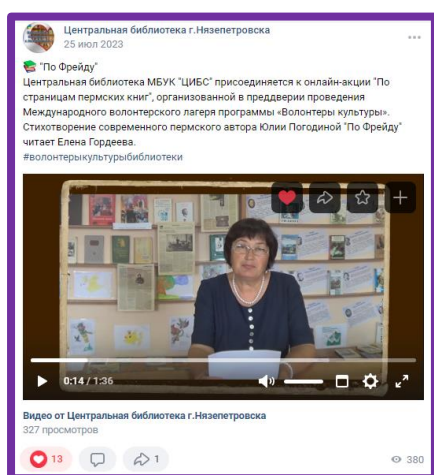 Центральная библиотека г.Нязепетровска
25 июл 2023
"По Фрейду"
Центральная библиотека МБУК "ЦИБС" присоединяется к онлайн-акции "По
страницам пермских книг", организованной в преддверии проведения
Международного волонтерского лагеря программы «Волонтеры культуры».
Стихотворение современного пермского автора Юлии Погодиной "По Фрейду"
читает Елена Гордеева.
#волонтерыкультурыбиблиотеки
0:14 / 1:36
Видео от Центральная библиотека г.Нязепетровска
327 просмотров
13
1
380